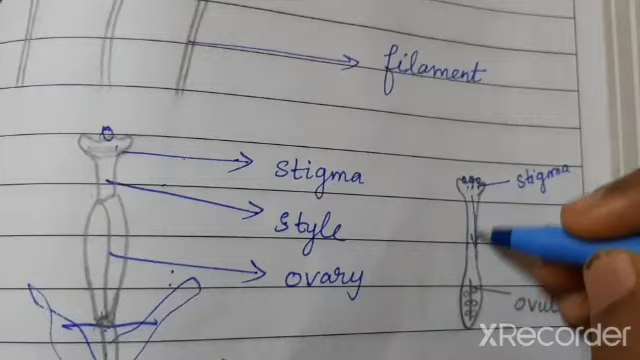 filament
Stigma
Stigma
Style
ovary
XRecorder